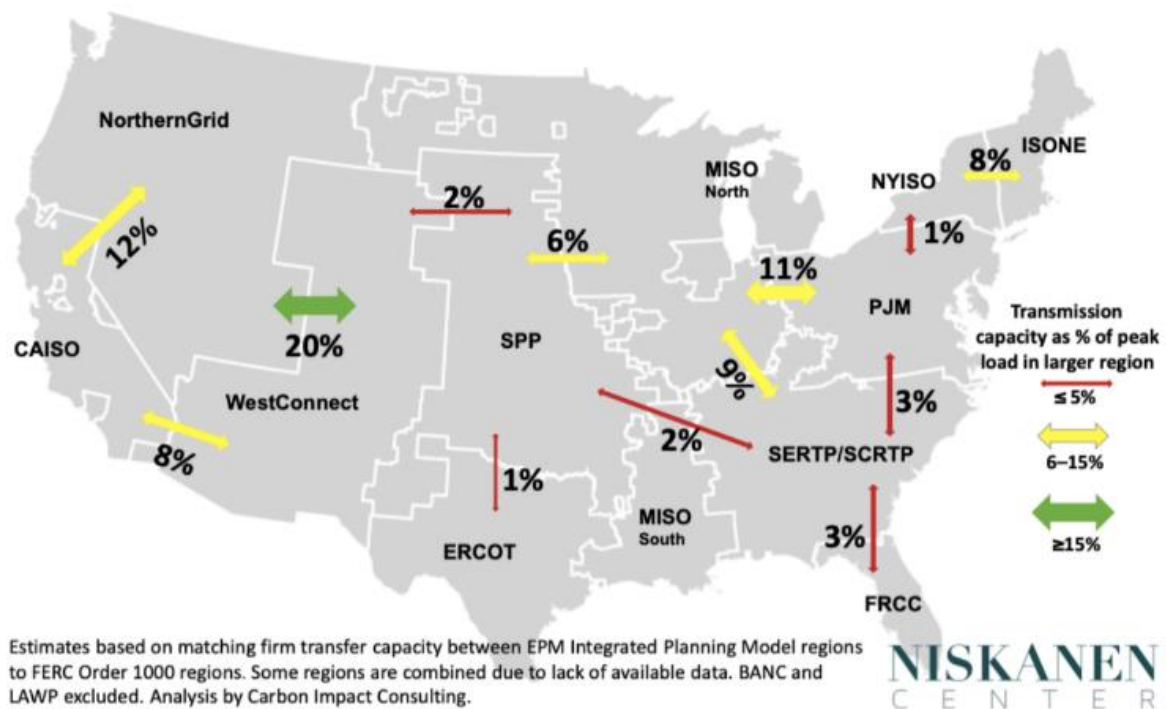 NorthernGrid
ISONE
8%
MISO
North
NYISO
2%
12%
1%
6%
11%
PJM
20%
CAISO
SPP
9%
WestConnect
3%
8%
2%
SERTP/SCRTP
1%
MISO
South
3%
ERCOT
FRCC
Transmission
capacity as % of peak
load in larger region
≤ 5%
6–15%
≥15%
Estimates based on matching firm transfer capacity between EPM Integrated Planning Model regions
to FERC Order 1000 regions. Some regions are combined due to lack of available data. BANC and
LAWP excluded. Analysis by Carbon Impact Consulting.
NISKANEN
CENTER